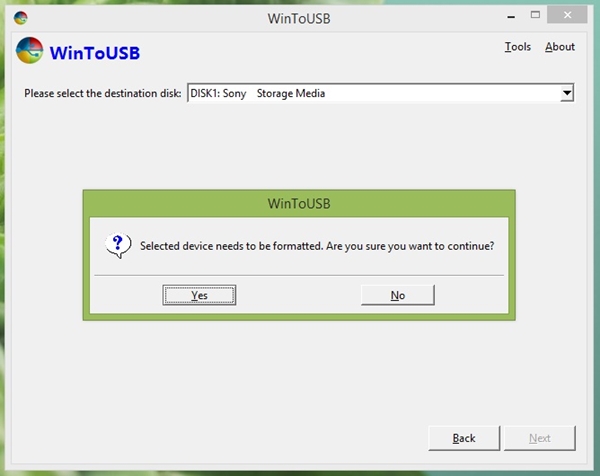 WinToUSB
WinToUSB
Tools About
Please select the destination disk: DISK1: Sony Storage Media
WinToUSB
Selected device needs to be formatted. Are you sure you want to continue?
Yes No
Back Next